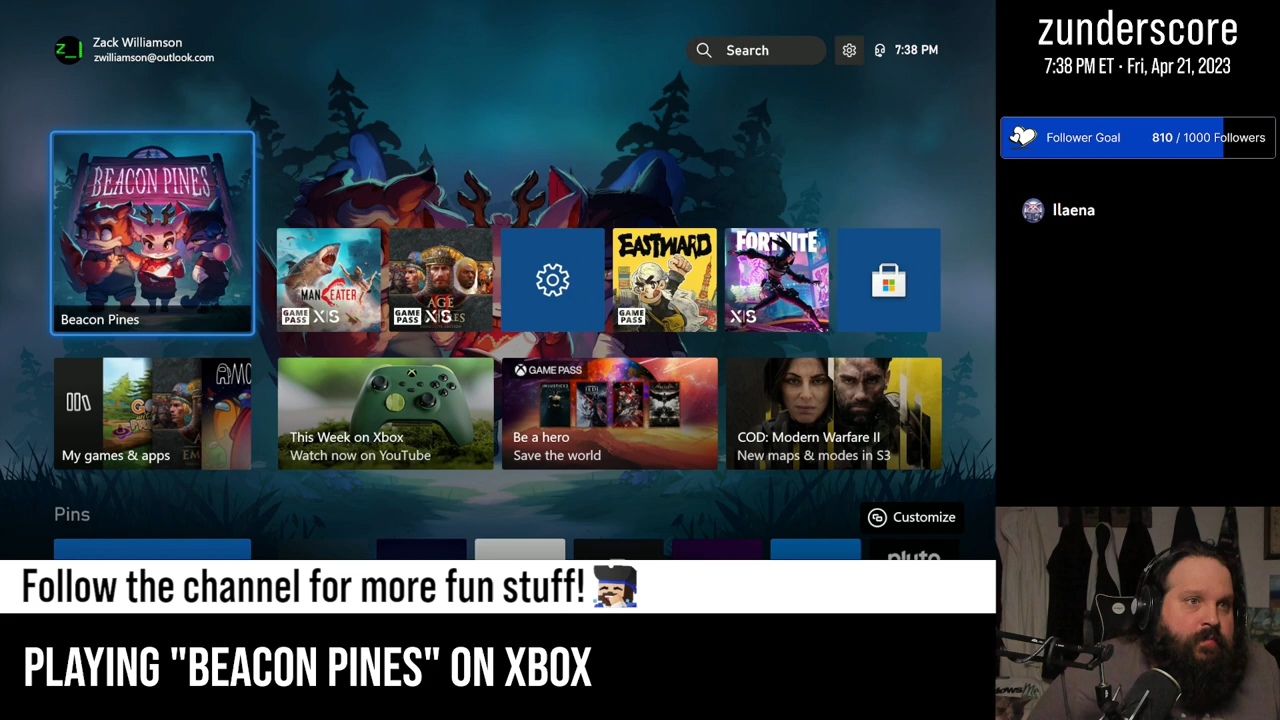 Zack Williamson
zwilliamson@outlook.com
Search
7:38 PM
zunderscore
7:38 PM ET · Fri, Apr 21, 2023
Follower Goal
810 / 1000 Followers
Ilaena
BEACON PINES
Beacon Pines
MANEATER
GAME PASS
X|S
AGE
GAME PASS
X|S
EASTWARD
GAME PASS
FORTNITE
X|S
My games & apps
This Week on Xbox
Watch now on YouTube
GAME PASS
Be a hero
Save the world
COD: Modern Warfare II
New maps & modes in S3
Pins
Customize
pluto
Follow the channel for more fun stuff!
PLAYING "BEACON PINES" ON XBOX